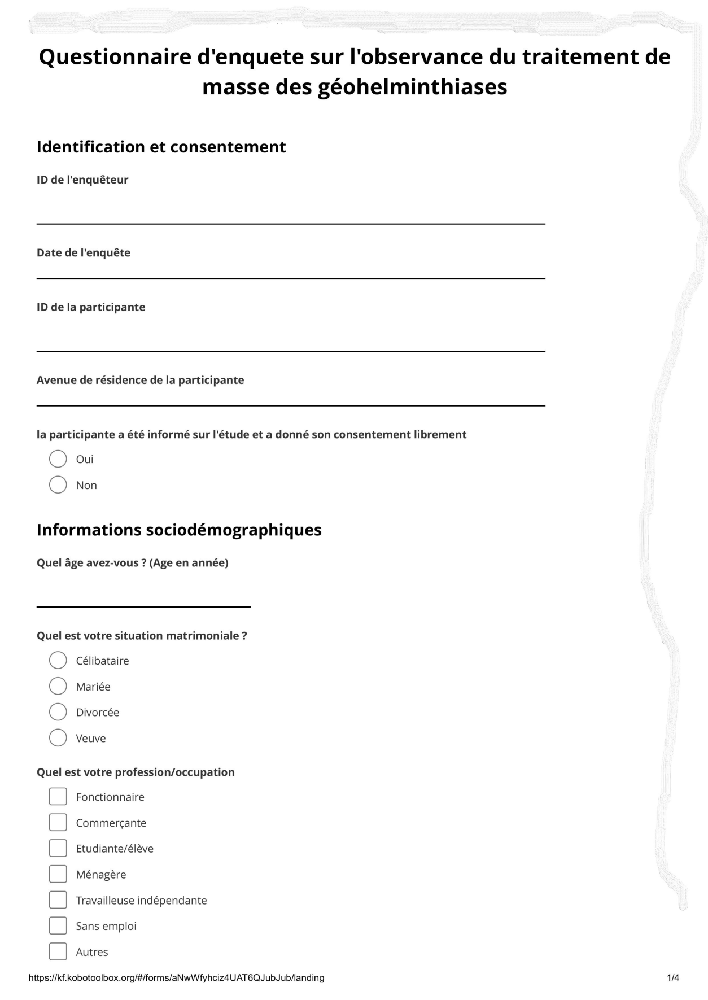 Questionnaire d'enquete sur l'observance du traitement de
masse des géohelminthiases
Identification et consentement
ID de l'enquêteur
Date de l'enquête
ID de la participante
Avenue de résidence de la participante
la participante a été informé sur l'étude et a donné son consentement librement
Oui
Non
Informations sociodémographiques
Quel âge avez-vous ? (Age en année)
Quel est votre situation matrimoniale ?
Célibataire
Mariée
Divorcée
Veuve
Quel est votre profession/occupation
Fonctionnaire
Commerçante
Etudiante/élève
Ménagère
Travailleuse indépendante
Sans emploi
Autres
https://kf.kobotoolbox.org/#/forms/aNwWfyhciz4UAT6QJubJub/landing
1/4